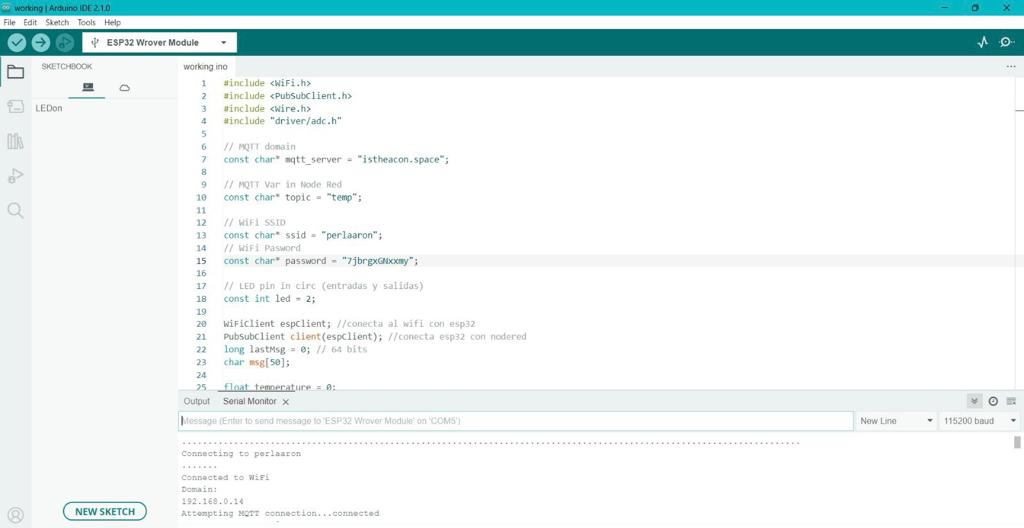 working | Arduino IDE 2.1.0
File Edit Sketch Tools Help
ESP32 Wrover Module
SKETCHBOOK
LEDon
NEW SKETCH
working ino
1 #include <WiFi.h>
2 #include <PubSubClient.h>
3 #include <Wire.h>
4 #include "driver/adc.h"
5
6 // MQTT domain
7 const char* mqtt_server = "istheacon.space";
8
9 // MQTT Var in Node Red
10 const char* topic = "temp";
11
12 // WiFi SSID
13 const char* ssid = "perlaaron";
14 // WiFi Pasword
15 const char* password = "7jbrgxGNxxmy";
16
17 // LED pin in circ (entradas y salidas)
18 const int led = 2;
19
20 WiFiClient espClient; //conecta al wifi con esp32
21 PubSubClient client(espClient); //conecta esp32 con nodered
22 long lastMsg = 0; // 64 bits
23 char msg[50];
24
25 float temperature = 0;
Output Serial Monitor
Message (Enter to send message to 'ESP32 Wrover Module' on 'COM5')
New Line 115200 baud
Connecting to perlaaron
.......
Connected to WiFi
Domain:
192.168.0.14
Attempting MQTT connection...connected